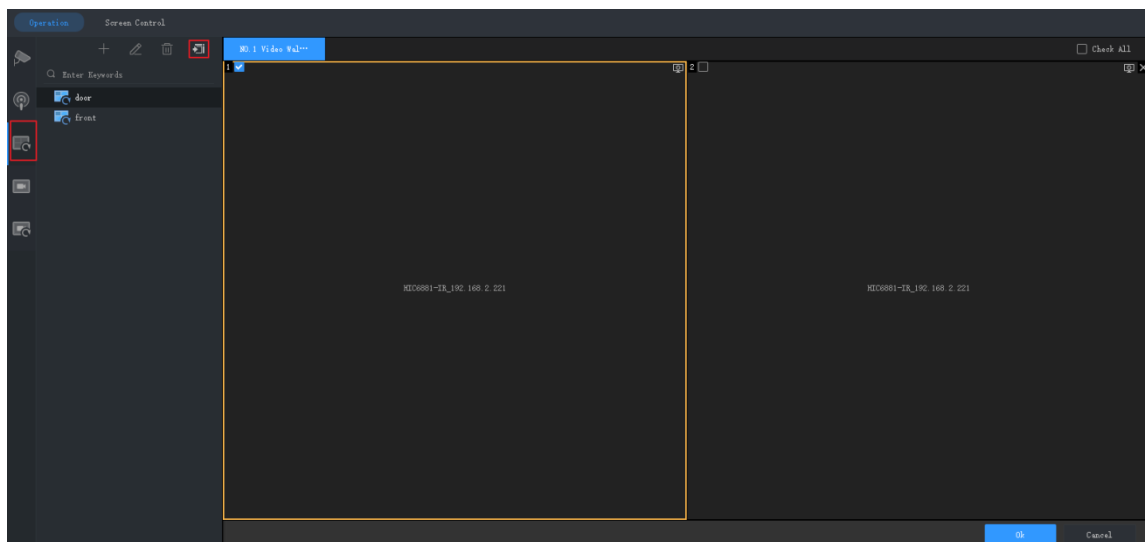 Operation Screen Control
NO.1 Video Wal…
Check All
1
2
Enter Keywords
door
front
HIC6881-IR_192.168.2.221
HIC6881-IR_192.168.2.221
Ok Cancel